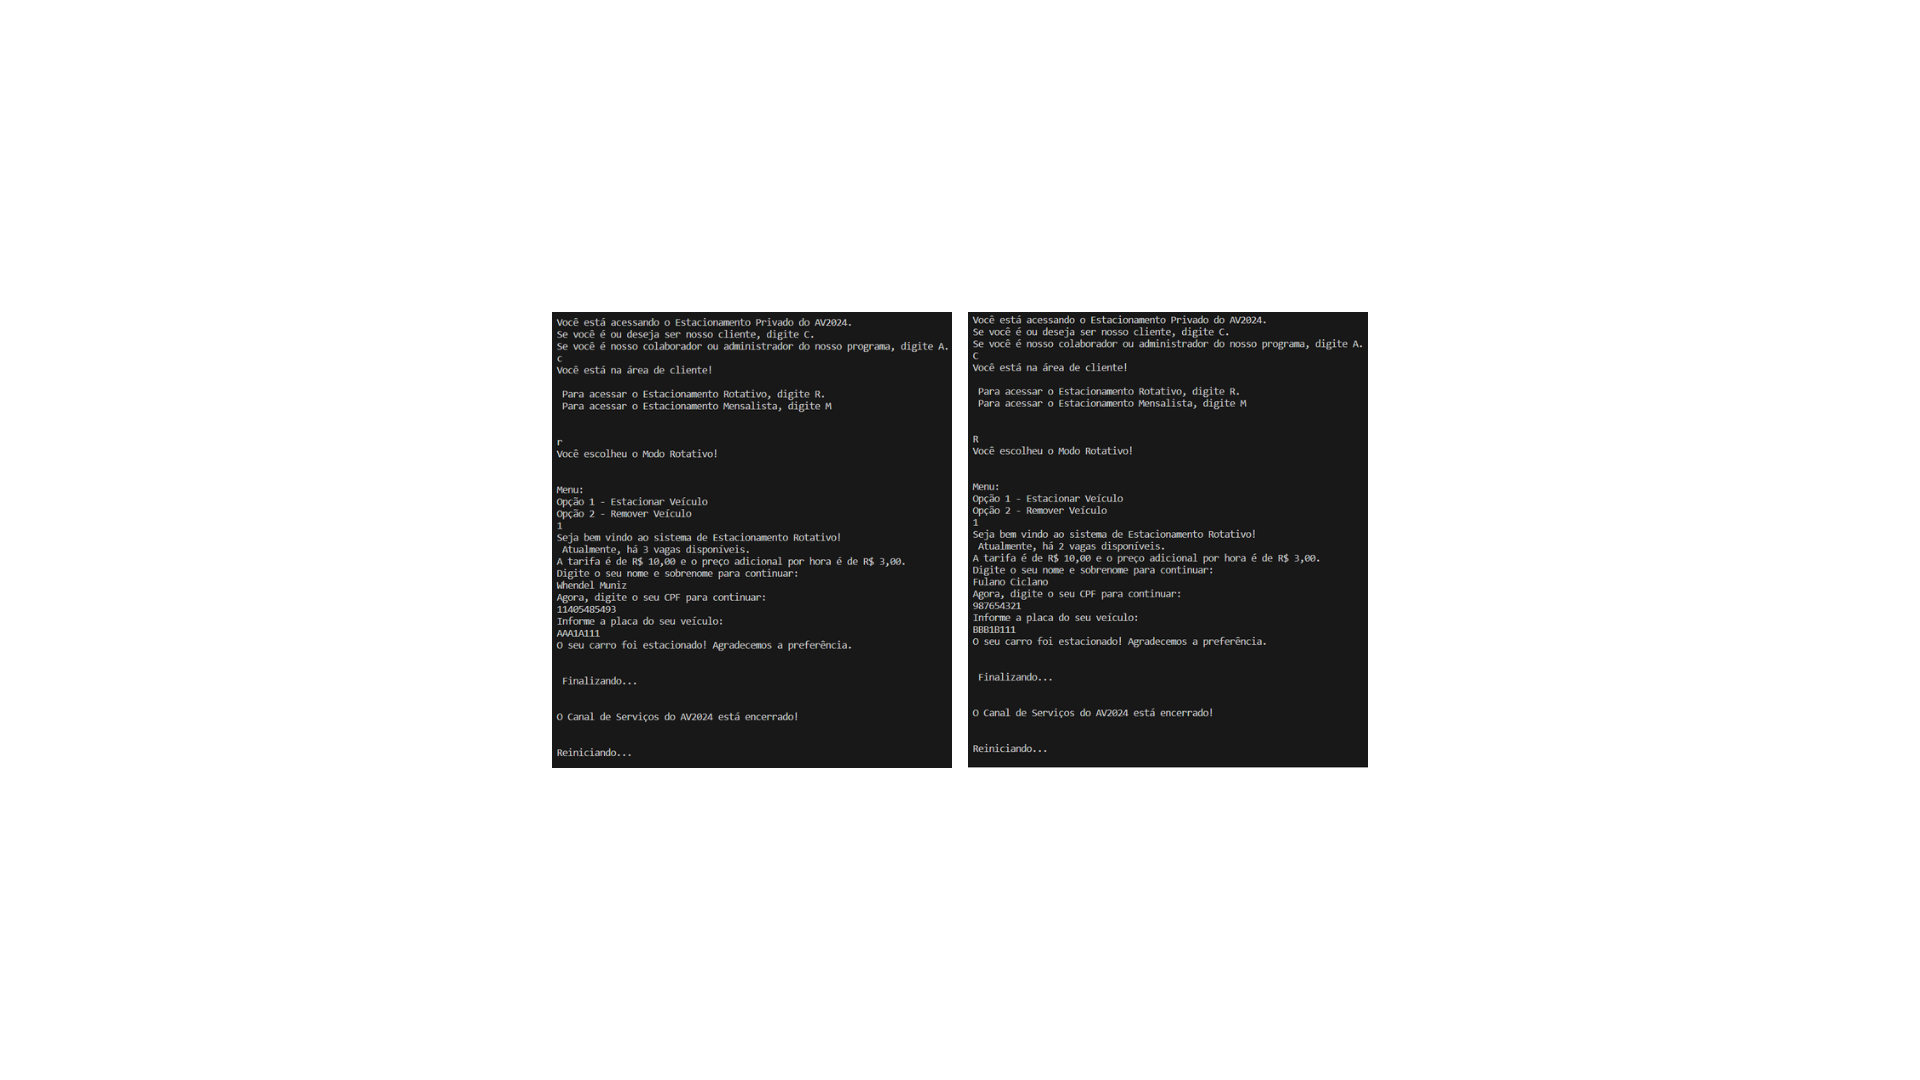 Você está acessando o Estacionamento Privado do AV2024.
Se você é ou deseja ser nosso cliente, digite C.
Se você é nosso colaborador ou administrador do nosso programa, digite A.
c
Você está na área de cliente!
Para acessar o Estacionamento Rotativo, digite R.
Para acessar o Estacionamento Mensalista, digite M
r
Você escolheu o Modo Rotativo!
Menu:
Opção 1 - Estacionar Veículo
Opção 2 - Remover Veículo
1
Seja bem vindo ao sistema de Estacionamento Rotativo!
Atualmente, há 3 vagas disponíveis.
A tarifa é de R$ 10,00 e o preço adicional por hora é de R$ 3,00.
Digite o seu nome e sobrenome para continuar:
Whendel Muniz
Agora, digite o seu CPF para continuar:
11405485493
Informe a placa do seu veículo:
AAA1A111
O seu carro foi estacionado! Agradecemos a preferência.
Finalizando...
O Canal de Serviços do AV2024 está encerrado!
Reiniciando...
Você está acessando o Estacionamento Privado do AV2024.
Se você é ou deseja ser nosso cliente, digite C.
Se você é nosso colaborador ou administrador do nosso programa, digite A.
C
Você está na área de cliente!
Para acessar o Estacionamento Rotativo, digite R.
Para acessar o Estacionamento Mensalista, digite M
R
Você escolheu o Modo Rotativo!
Menu:
Opção 1 - Estacionar Veículo
Opção 2 - Remover Veículo
1
Seja bem vindo ao sistema de Estacionamento Rotativo!
Atualmente, há 2 vagas disponíveis.
A tarifa é de R$ 10,00 e o preço adicional por hora é de R$ 3,00.
Digite o seu nome e sobrenome para continuar:
Fulano Ciclano
Agora, digite o seu CPF para continuar:
987654321
Informe a placa do seu veículo:
BBB1B111
O seu carro foi estacionado! Agradecemos a preferência.
Finalizando...
O Canal de Serviços do AV2024 está encerrado!
Reiniciando...